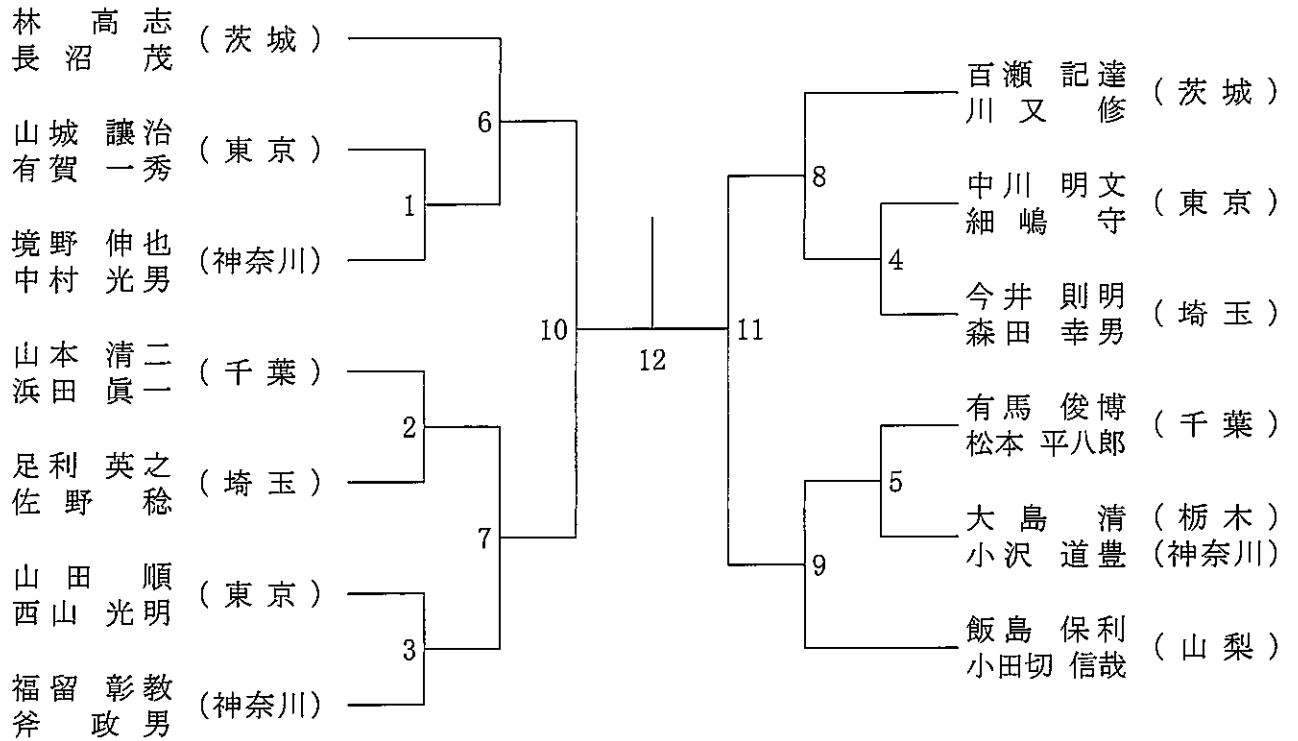 林 高志 (茨城)
長沼 茂
山城 讓治 (東京)
有賀 一秀
境野 伸也 (神奈川)
中村 光男
山本 清二 (千葉)
浜田 眞一
足利 英之 (埼玉)
佐野 稔
山田 順 (東京)
西山 光明
福留 彰教 (神奈川)
斧 政男
6
1
10
2
7
3
12
百瀬 記達 (茨城)
川又 修
中川 明文 (東京)
細嶋 守
今井 則明 (埼玉)
森田 幸男
有馬 俊博 (千葉)
松本 平八郎
大島 清 (栃木)
小沢 道豊 (神奈川)
飯島 保利 (山梨)
小田切 信哉
8
4
11
5
9